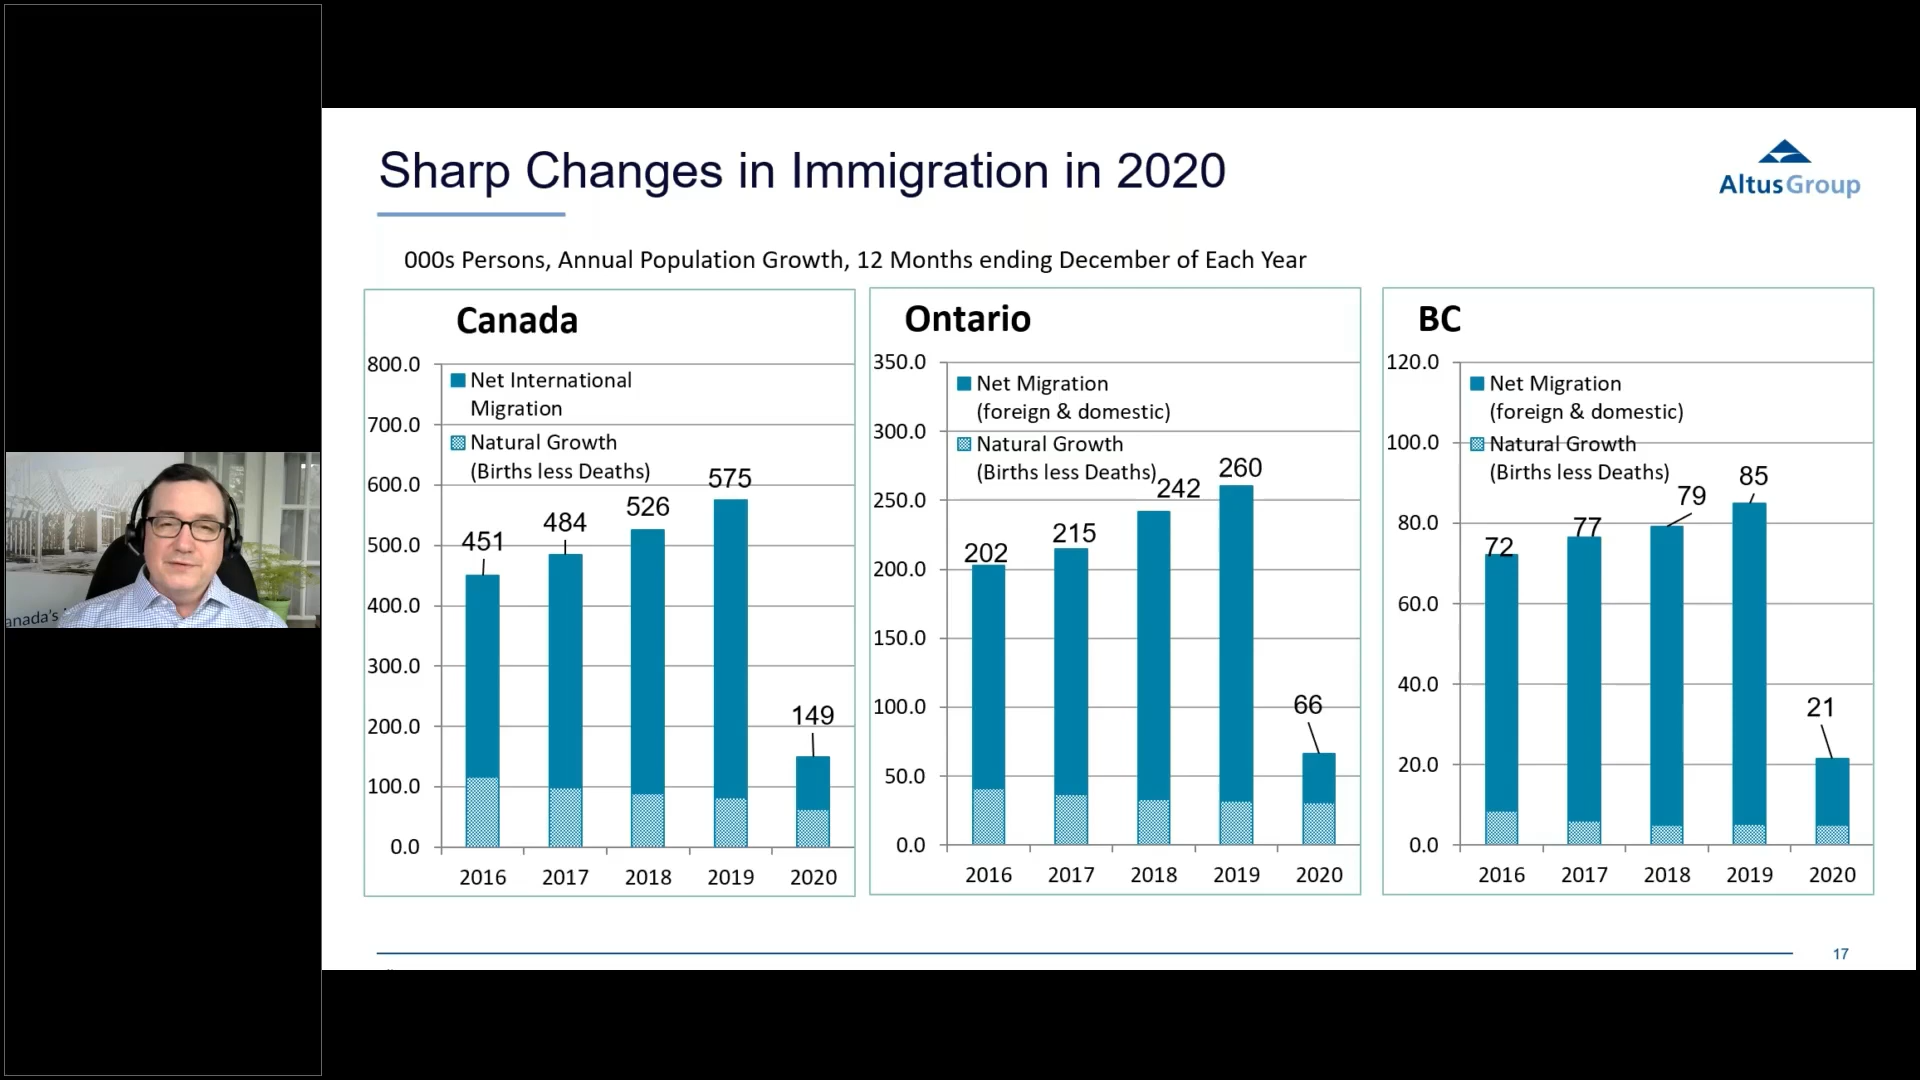 Sharp Changes in Immigration in 2020
AltusGroup
000s Persons, Annual Population Growth, 12 Months ending December of Each Year
Canada
800.0
700.0
600.0
500.0
400.0
300.0
200.0
100.0
0.0
Net International
Migration
Natural Growth
(Births less Deaths)
451
484
526
575
149
2016 2017 2018 2019 2020
Ontario
350.0
300.0
250.0
200.0
150.0
100.0
50.0
0.0
Net Migration
(foreign & domestic)
Natural Growth
(Births less Deaths)
202
215
242
260
66
2016 2017 2018 2019 2020
BC
120.0
100.0
80.0
60.0
40.0
20.0
0.0
Net Migration
(foreign & domestic)
Natural Growth
(Births less Deaths)
72
77
79
85
21
2016 2017 2018 2019 2020
17
anada's